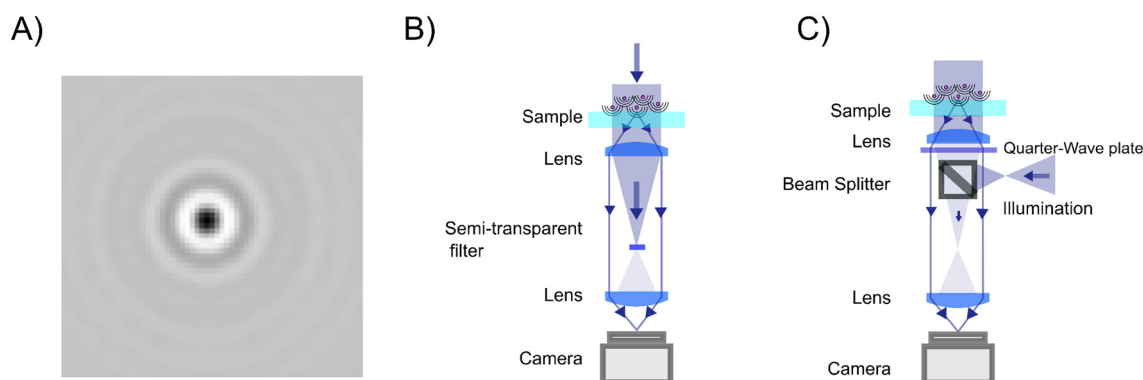 A)
B)
Sample
Lens
Semi-transparent
filter
Lens
Camera
C)
Sample
Lens
Quarter-Wave plate
Beam Splitter
Illumination
Lens
Camera